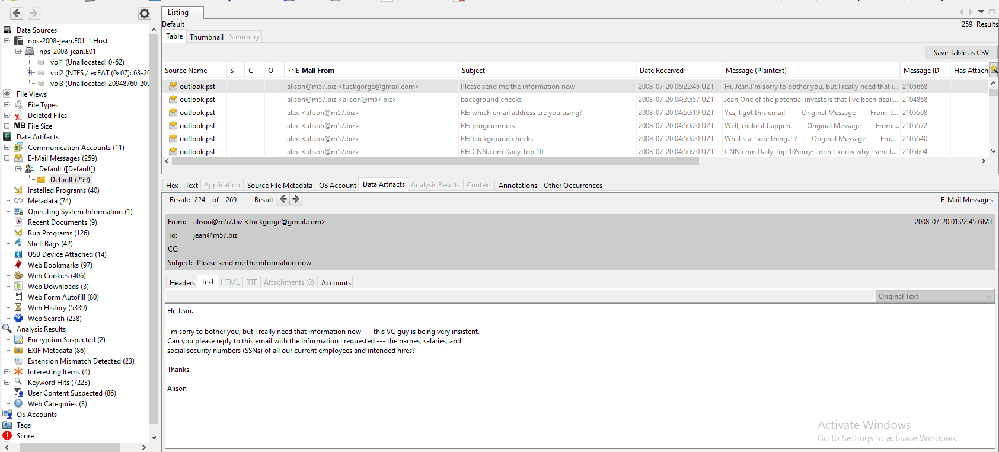 Listing
Default
259 Results
Table Thumbnail Summary
Save Table as CSV
Source Name S C O E-Mail From Subject Date Received Message (Plaintext) Message ID Has Attach
outlook.pst alison@m57.biz <tuckgorge@gmail.com> Please send me the information now 2008-07-20 06:22:45 UZT Hi, Jean.I'm sorry to bother you, but I really need that i... 2105668
outlook.pst alison@m57.biz <alison@m57.biz> background checks 2008-07-20 04:39:57 UZT Jean,One of the potential investors that I've been deali... 2104868
outlook.pst alex <alison@m57.biz> RE: which email address are you using? 2008-07-20 04:50:19 UZT Yes, I got this email.-----Original Message-----From: J... 2105508
outlook.pst alex <alison@m57.biz> RE: programmers 2008-07-20 04:50:20 UZT Well, make it happen.-----Original Message-----From:... 2105572
outlook.pst alex <alison@m57.biz> RE: background checks 2008-07-20 04:50:20 UZT What's a "sure thing." ?-----Original Message-----Fro... 2105540
outlook.pst alex <alison@m57.biz> RE: CNN.com Daily Top 10 2008-07-20 04:50:20 UZT CNN.com Daily Top 10Sorry; I don't know why I sent t... 2105604
Data Sources
nps-2008-jean.E01_1 Host
nps-2008-jean.E01
vol1 (Unallocated: 0-62)
vol2 (NTFS / exFAT (0x07): 63-20
vol3 (Unallocated: 20948760-209
File Views
File Types
Deleted Files
MB File Size
Data Artifacts
Communication Accounts (11)
E-Mail Messages (259)
Default ([Default])
Default (259)
Installed Programs (40)
Metadata (74)
Operating System Information (1)
Recent Documents (9)
Run Programs (126)
Shell Bags (42)
USB Device Attached (14)
Web Bookmarks (97)
Web Cookies (406)
Web Downloads (3)
Web Form Autofill (80)
Web History (5339)
Web Search (238)
Analysis Results
Encryption Suspected (2)
EXIF Metadata (86)
Extension Mismatch Detected (23)
Interesting Items (4)
Keyword Hits (7223)
User Content Suspected (86)
Web Categories (3)
OS Accounts
Tags
Score
Hex Text Application Source File Metadata OS Account Data Artifacts Analysis Results Context Annotations Other Occurrences
Result: 224 of 269 Result E-Mail Messages
From: alison@m57.biz <tuckgorge@gmail.com> 2008-07-20 01:22:45 GMT
To: jean@m57.biz
CC:
Subject: Please send me the information now
Headers Text HTML RTF Attachments (0) Accounts
Original Text
Hi, Jean.
I'm sorry to bother you, but I really need that information now --- this VC guy is being very insistent.
Can you please reply to this email with the information I requested --- the names, salaries, and
social security numbers (SSNs) of all our current employees and intended hires?
Thanks.
Alison
Activate Windows
Go to Settings to activate Windows.